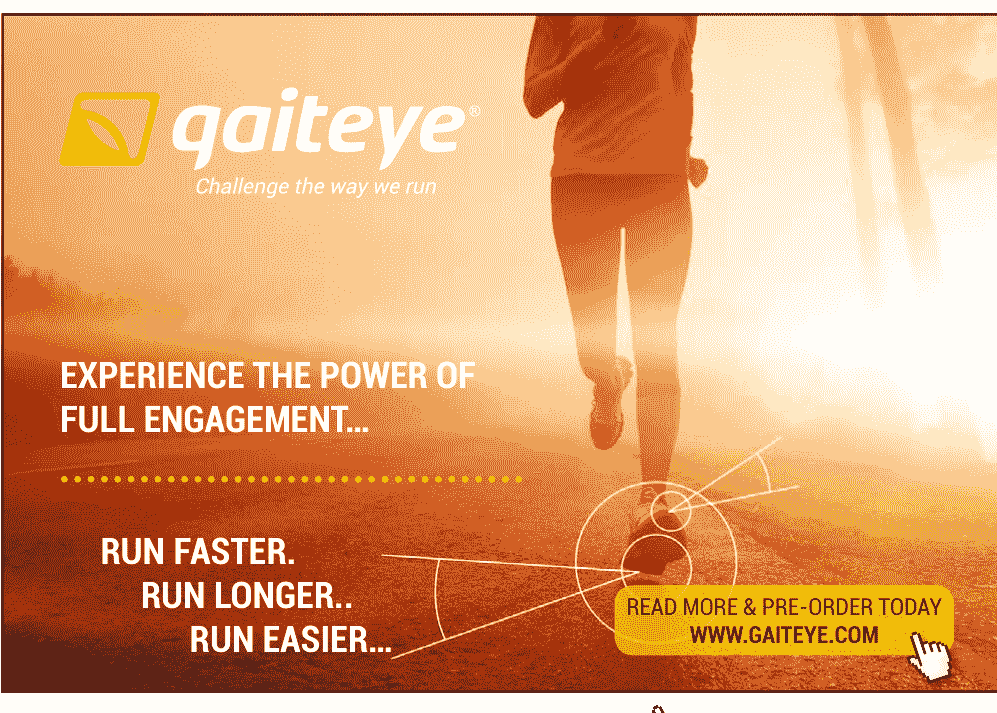 gaiteye®
Challenge the way we run
EXPERIENCE THE POWER OF
FULL ENGAGEMENT...
RUN FASTER.
RUN LONGER..
RUN EASIER...
READ MORE & PRE-ORDER TODAY
WWW.GAITEYE.COM